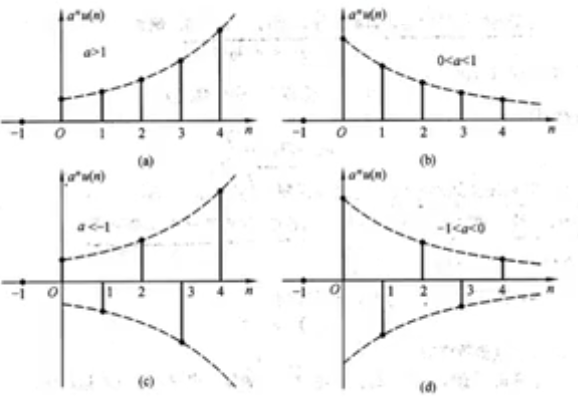 aⁿu(n)
a>1
−1 O 1 2 3 4 n
(a)
aⁿu(n)
0<a<1
−1 O 1 2 3 4 n
(b)
aⁿu(n)
a<−1
−1 O 1 2 3 4 n
(c)
aⁿu(n)
−1<a<0
−1 O 1 2 3 4 n
(d)